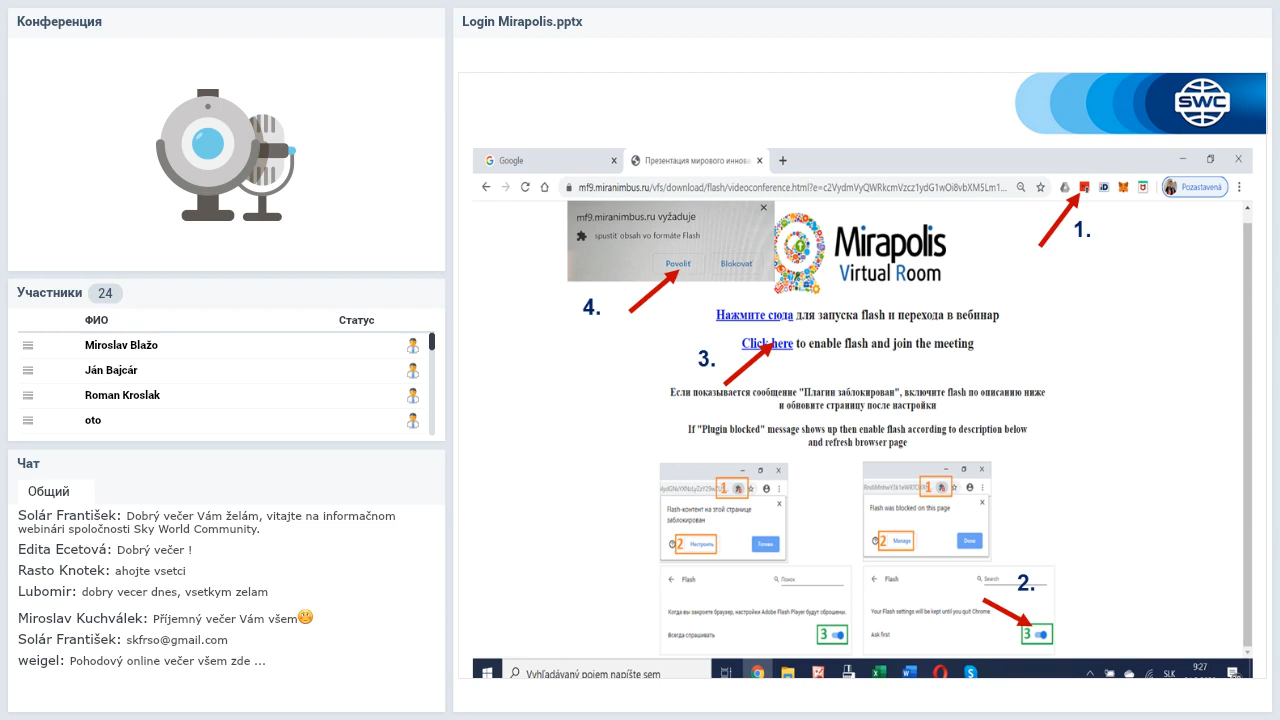 Конференция
Участники 24
ФИО Статус
Miroslav Blažo
Ján Bajcár
Roman Kroslak
oto
Чат
Общий
Solár František: Dobrý večer Vám želám, vitajte na informačnom
webinári spoločnosti Sky World Community.
Edita Ecetová: Dobrý večer !
Rasto Knotek: ahojte vsetci
Lubomir: dobry vecer dnes, vsetkym zelam
Miroslav Kuchválek: Příjemný večer Vám všem
Solár František: skfrso@gmail.com
weigel: Pohodový online večer všem zde ...
Login Mirapolis.pptx
SWC
Google
Презентация мирового иннова
mf9.miranimbus.ru/vfs/download/flash/videoconference.html?e=
Pozastavená
1.
mf9.miranimbus.ru vyžaduje
spustiť obsah vo formáte Flash
Povoliť Blokovať
4.
Mirapolis
Virtual Room
Нажмите сюда для запуска flash и перехода в вебинар
Click here to enable flash and join the meeting
3.
Если показывается сообщение "Плагин заблокирован", включите flash по описанию ниже
и обновите страницу после настройки
If "Plugin blocked" message shows up then enable flash according to description below
and refresh browser page
1
Flash-контент на этой странице
заблокирован
2 Настроить Готово
1
Flash was blocked on this page
2 Manage Done
Flash Поиск
Когда вы закроете браузер, настройки Adobe Flash Player будут сброшены.
Всегда спрашивать 3
Flash Search
2.
Your Flash settings will be kept until you quit Chrome
Ask first 3
Vyhľadávaný pojem napíšte sem
SLK
9:27